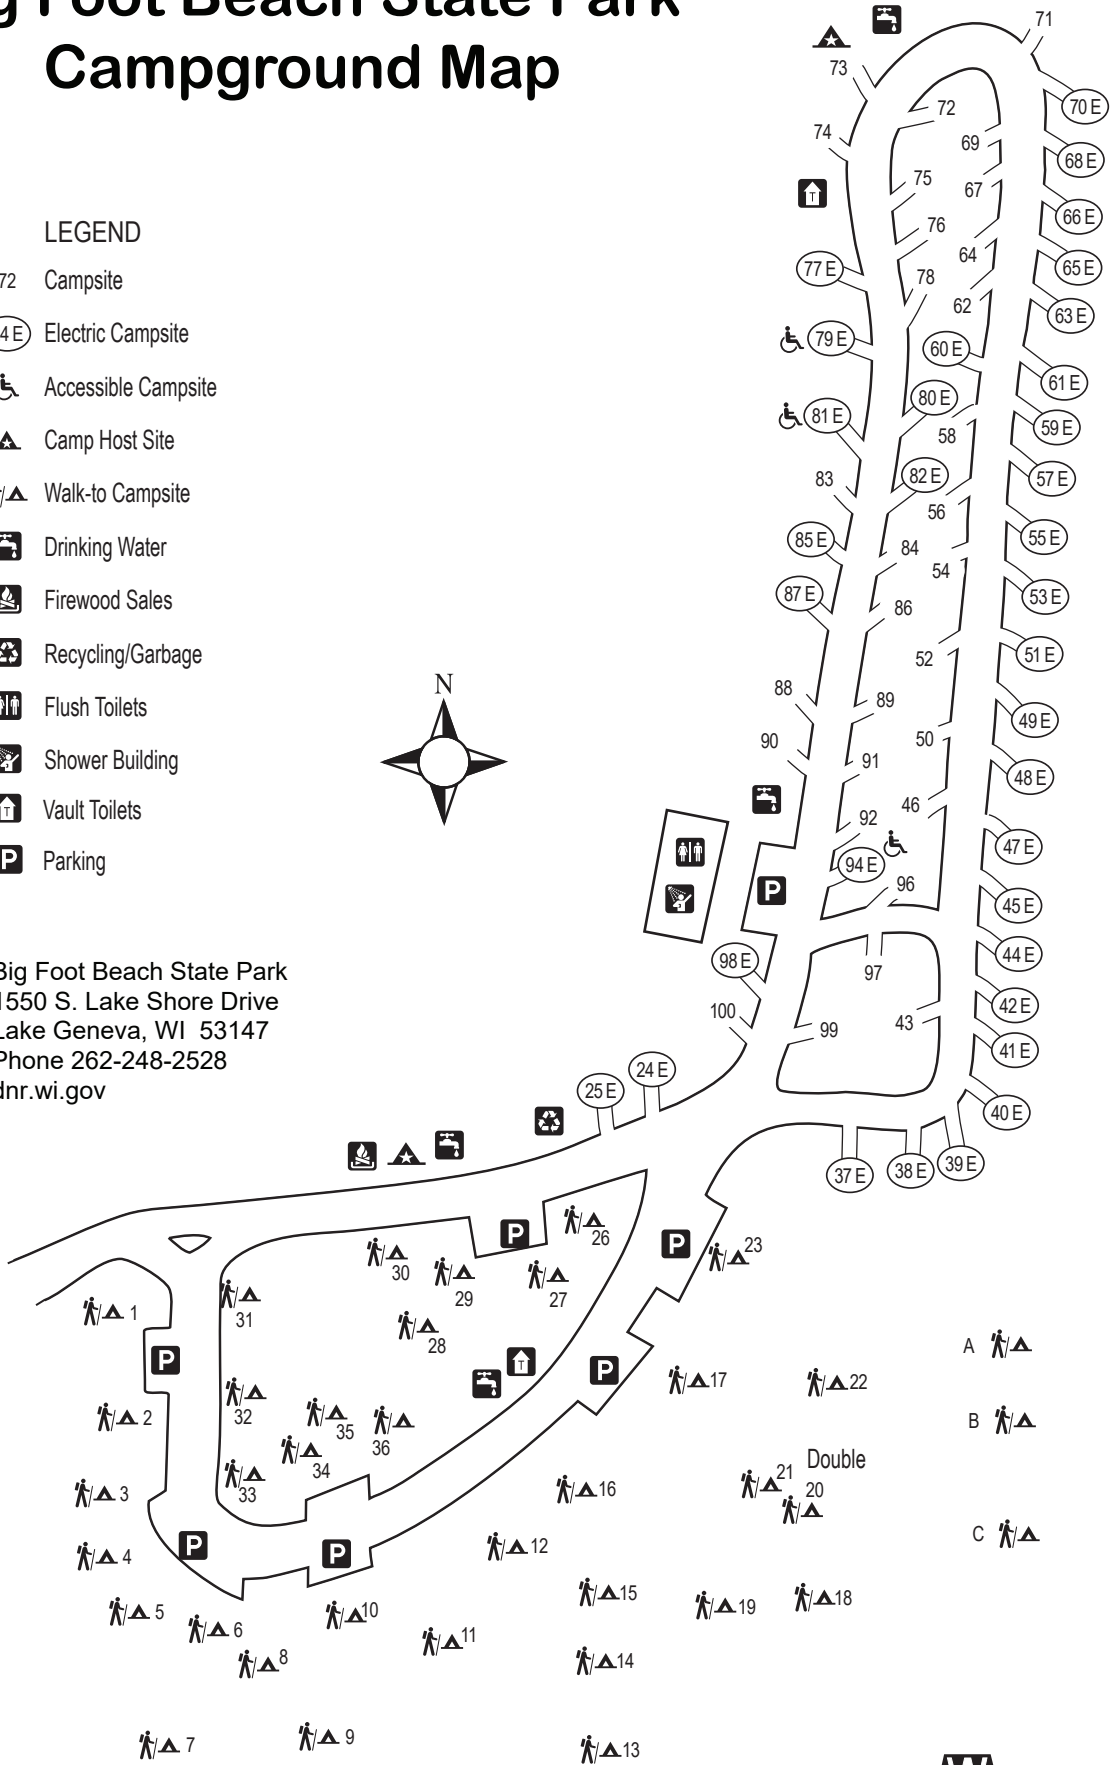 g Foot Beach State Park
Campground Map
LEGEND
72 Campsite
4 E Electric Campsite
Accessible Campsite
Camp Host Site
Walk-to Campsite
Drinking Water
Firewood Sales
Recycling/Garbage
Flush Toilets
Shower Building
T Vault Toilets
P Parking
N
Big Foot Beach State Park
1550 S. Lake Shore Drive
Lake Geneva, WI  53147
Phone 262-248-2528
dnr.wi.gov
71
73
70 E
72
74
69
68 E
T
75
67
66 E
76
64
77 E
65 E
78
62
63 E
79 E
60 E
61 E
80 E
81 E
58
59 E
83
82 E
57 E
56
85 E
84
55 E
54
87 E
86
53 E
52
51 E
88
89
49 E
90
50
91
48 E
46
92
47 E
94 E
P
96
45 E
98 E
97
44 E
100
99
43
42 E
41 E
24 E
25 E
40 E
37 E
38 E
39 E
26
P
P
23
30
29
27
31
28
1
T
A
P
P
17
22
32
35
36
2
B
34
33
Double
21
20
3
16
P
P
12
C
4
5
6
10
11
15
19
18
8
14
7
9
13